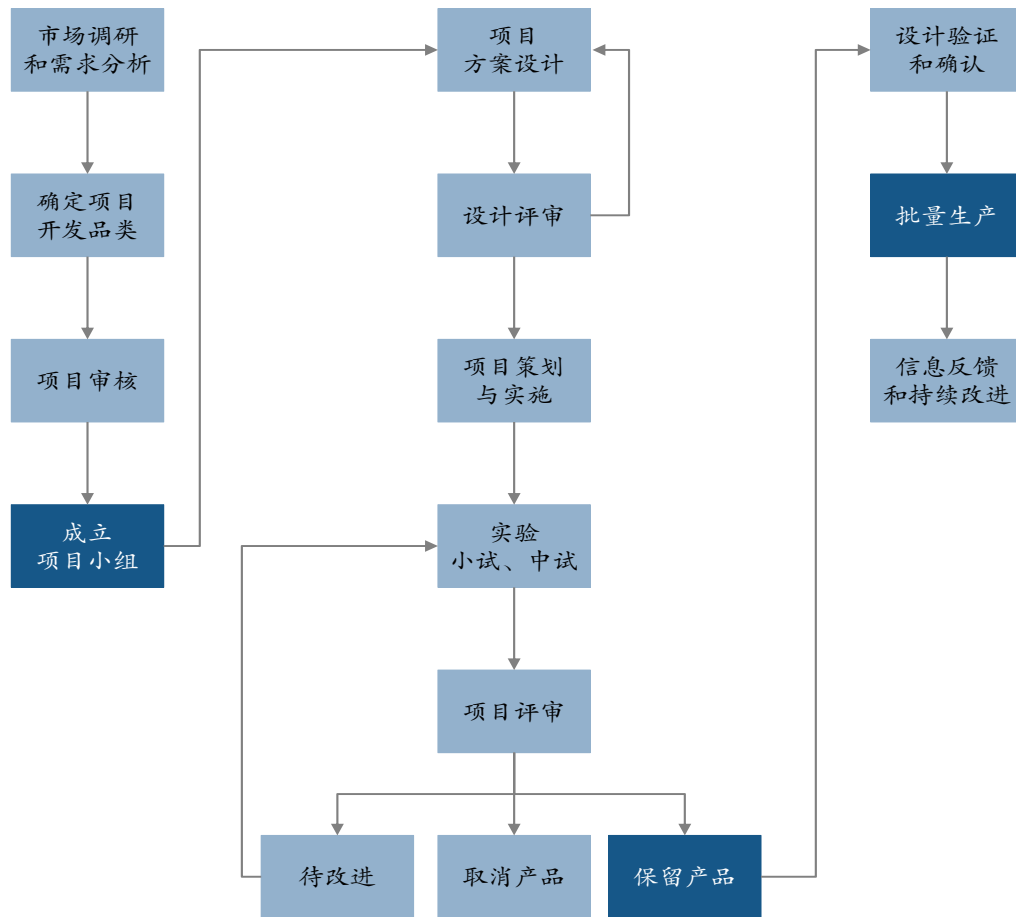 市场调研
和需求分析
确定项目
开发品类
项目审核
成立
项目小组
项目
方案设计
设计评审
项目策划
与实施
实验
小试、中试
项目评审
待改进
取消产品
保留产品
设计验证
和确认
批量生产
信息反馈
和持续改进